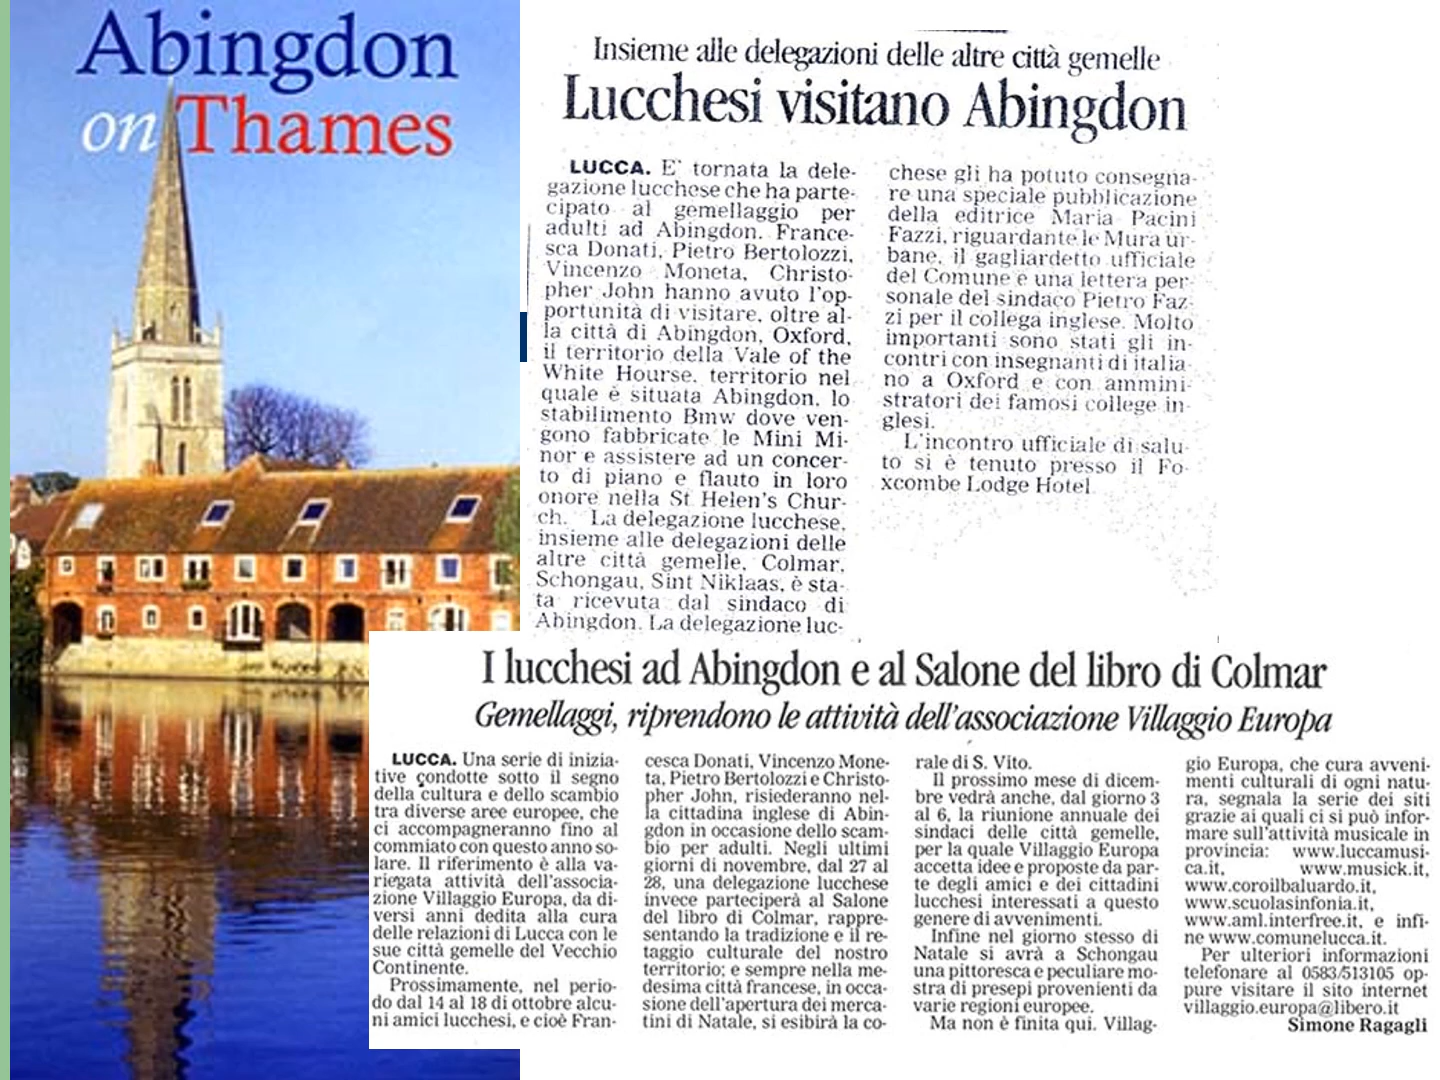 Abingdon
on Thames
Insieme alle delegazioni delle altre città gemelle
Lucchesi visitano Abingdon
LUCCA. E' tornata la dele-
gazione lucchese che ha parte-
cipato al gemellaggio per
adulti ad Abingdon. France-
sca Donati, Pietro Bertolozzi,
Vincenzo Moneta, Christo-
pher John hanno avuto l'op-
portunità di visitare, oltre al-
la città di Abingdon, Oxford,
il territorio della Vale of the
White Hourse, territorio nel
quale è situata Abingdon, lo
stabilimento Bmw dove ven-
gono fabbricate le Mini Mi-
nor e assistere ad un concer-
to di piano e flauto in loro
onore nella St Helen's Chur-
ch. La delegazione lucchese,
insieme alle delegazioni delle
altre città gemelle, Colmar,
Schongau, Sint Niklaas, è sta-
ta ricevuta dal sindaco di
Abingdon. La delegazione luc-
chese gli ha potuto consegna-
re una speciale pubblicazione
della editrice Maria Pacini
Fazzi, riguardante le Mura ur-
bane, il gagliardetto ufficiale
del Comune e una lettera per-
sonale del sindaco Pietro Faz-
zi per il collega inglese. Molto
importanti sono stati gli in-
contri con insegnanti di italia-
no a Oxford e con ammini-
stratori dei famosi college in-
glesi.
L'incontro ufficiale di salu-
to si è tenuto presso il Fo-
xcombe Lodge Hotel
I lucchesi ad Abingdon e al Salone del libro di Colmar
Gemellaggi, riprendono le attività dell'associazione Villaggio Europa
LUCCA. Una serie di inizia-
tive condotte sotto il segno
della cultura e dello scambio
tra diverse aree europee, che
ci accompagneranno fino al
commiato con questo anno so-
lare. Il riferimento è alla va-
riegata attività dell'associa-
zione Villaggio Europa, da di-
versi anni dedita alla cura
delle relazioni di Lucca con le
sue città gemelle del Vecchio
Continente.
Prossimamente, nel perio-
do dal 14 al 18 di ottobre alcu-
ni amici lucchesi, e cioè Fran-
cesca Donati, Vincenzo Mone-
ta, Pietro Bertolozzi e Christo-
pher John, risiederanno nel-
la cittadina inglese di Abin-
gdon in occasione dello scam-
bio per adulti. Negli ultimi
giorni di novembre, dal 27 al
28, una delegazione lucchese
invece parteciperà al Salone
del libro di Colmar, rappre-
sentando la tradizione e il re-
taggio culturale del nostro
territorio; e sempre nella me-
desima città francese, in occa-
sione dell'apertura dei merca-
tini di Natale, si esibirà la co-
rale di S. Vito.
Il prossimo mese di dicem-
bre vedrà anche, dal giorno 3
al 6, la riunione annuale dei
sindaci delle città gemelle,
per la quale Villaggio Europa
accetta idee e proposte da par-
te degli amici e dei cittadini
lucchesi interessati a questo
genere di avvenimenti.
Infine nel giorno stesso di
Natale si avrà a Schongau
una pittoresca e peculiare mo-
stra di presepi provenienti da
varie regioni europee.
Ma non è finita qui. Villag-
gio Europa, che cura avveni-
menti culturali di ogni natu-
ra, segnala la serie dei siti
grazie ai quali ci si può infor-
mare sull'attività musicale in
provincia: www.luccamusi-
ca.it, www.musick.it,
www.coroilbaluardo.it,
www.scuolasinfonia.it,
www.aml.interfree.it, e infi-
ne www.comunelucca.it.
Per ulteriori informazioni
telefonare al 0583/513105 op-
pure visitare il sito internet
villaggio.europa@libero.it
Simone Ragagli